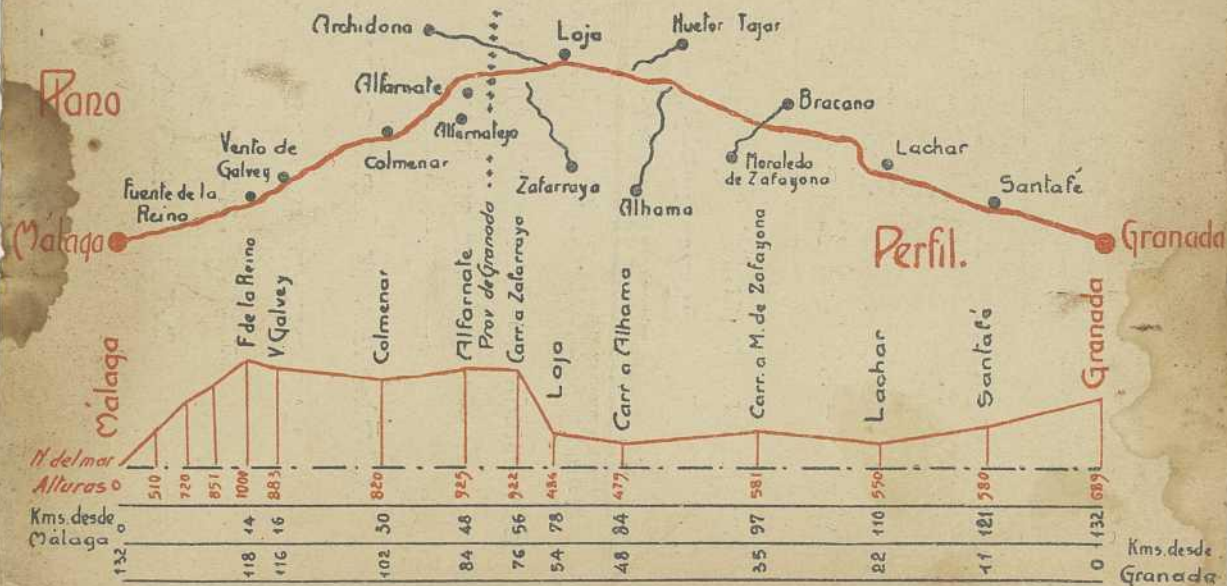 Plano
Archidona
Loja
Huetor Tajar
Alfarnate
Alfarnatejo
Bracana
Vento de
Galvey
Colmenar
Zafarraya
Moraleda
de Zafayona
Lachar
Fuente de la
Reina
Alhama
Santafé
Málaga
Granada
Perfil.
Málaga
F de la Reina
V Galvey
Colmenar
Alfarnate
Prov de Granada
Carr. a Zafarraya
Loja
Carr a Alhama
Carr. a M. de Zafayona
Lachar
Santafé
Granada
N. del mar
Alturas 0 510 720 851 1000 883 820 925 922 484 479 581 550 580 689
Kms. desde
Málaga 0 14 16 30 48 56 78 84 97 110 121 132
132 118 116 102 84 76 54 48 35 22 11 0
Kms. desde
Granada